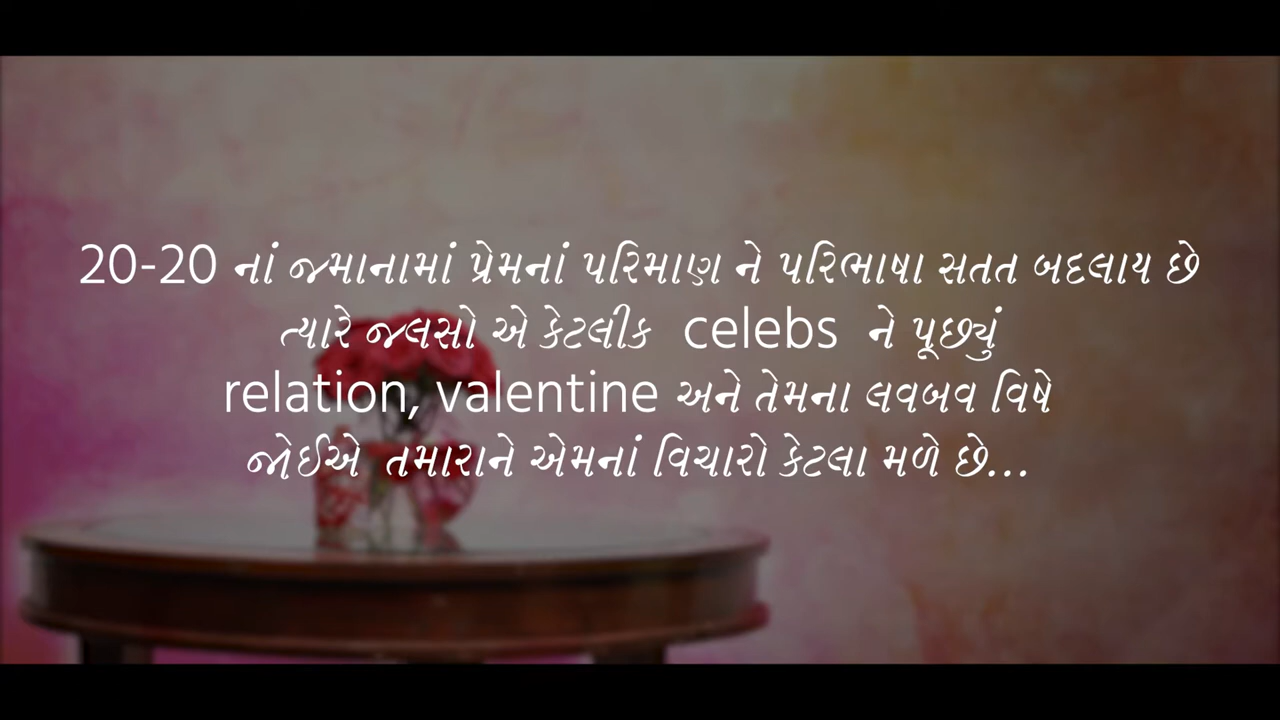 20-20 નાં જમાનામાં પ્રેમનાં પરિમાણ ને પરિભાષા સતત બદલાય છે
ત્યારે જલસો એ કેટલીક celebs ને પૂછ્યું
relation, valentine અને તેમના લવબવ વિષે
જોઈએ તમારાને એમનાં વિચારો કેટલા મળે છે...